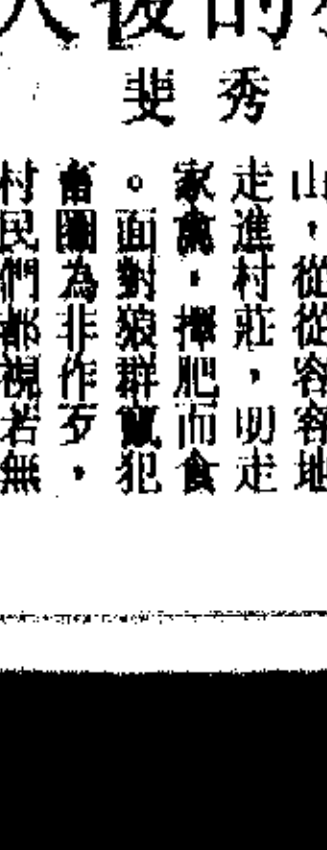 後的
斐秀
山，從從容容地
走進村莊，明走
家，擇肥而食
。面對狼群竄犯
畜圈為非作歹，
村民們都視若無